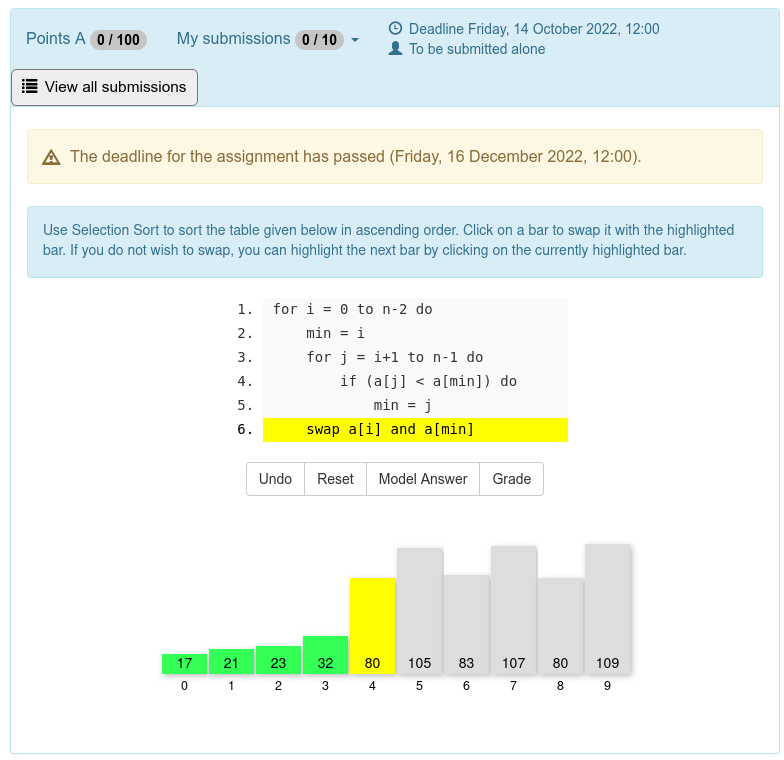 Points A 0 / 100 My submissions 0 / 10
Deadline Friday, 14 October 2022, 12:00
To be submitted alone
View all submissions
The deadline for the assignment has passed (Friday, 16 December 2022, 12:00).
Use Selection Sort to sort the table given below in ascending order. Click on a bar to swap it with the highlighted
bar. If you do not wish to swap, you can highlight the next bar by clicking on the currently highlighted bar.
1. for i = 0 to n-2 do
2.     min = i
3.     for j = i+1 to n-1 do
4.         if (a[j] < a[min]) do
5.             min = j
6.     swap a[i] and a[min]
Undo Reset Model Answer Grade
17 21 23 32 80 105 83 107 80 109
0 1 2 3 4 5 6 7 8 9